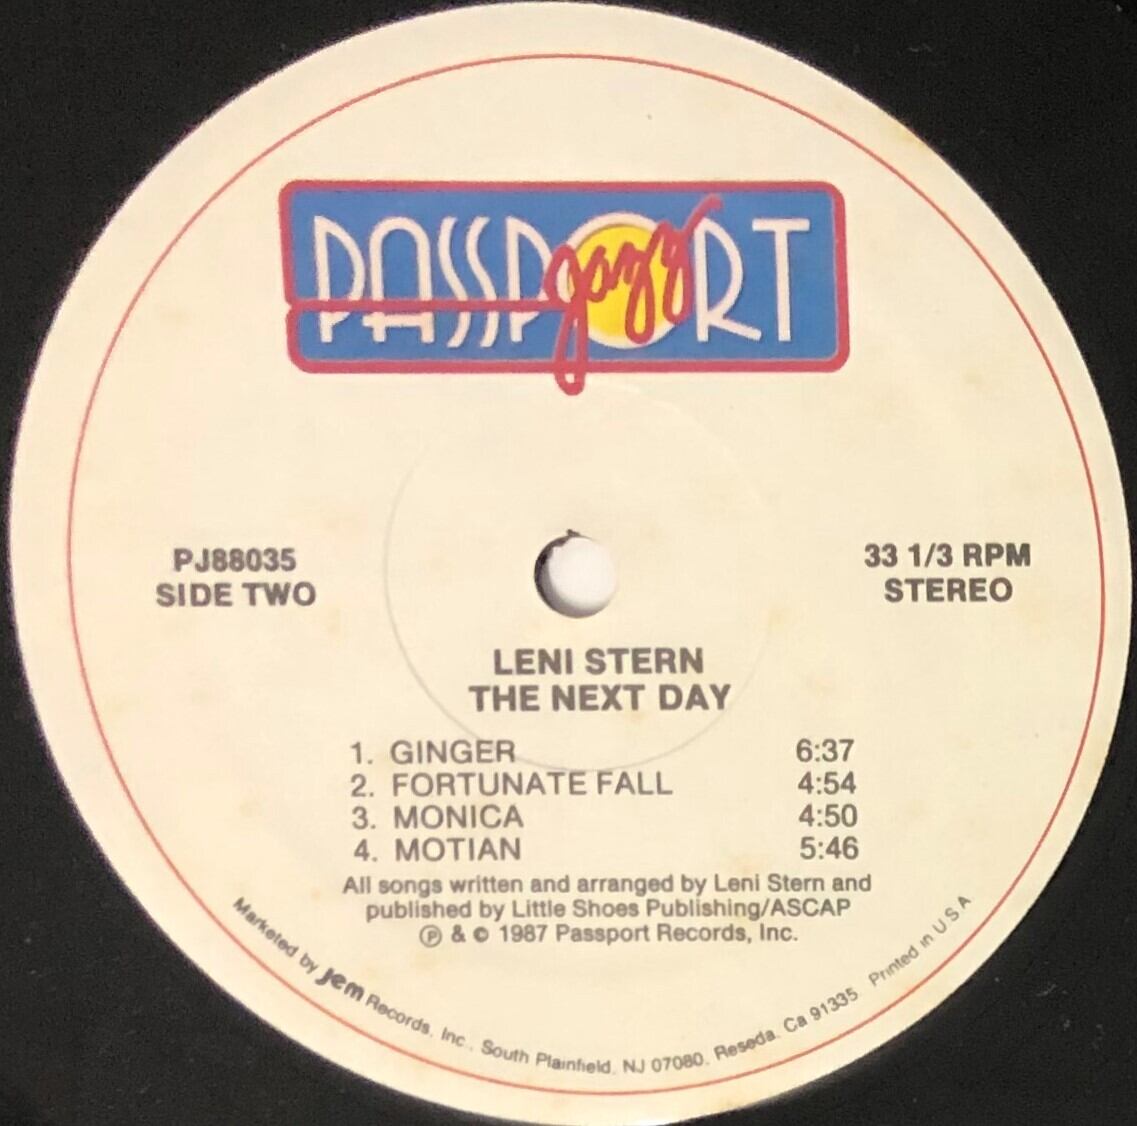 PASSPORT
jazz
PJ88035
SIDE TWO
33 1/3 RPM
STEREO
LENI STERN
THE NEXT DAY
1. GINGER 6:37
2. FORTUNATE FALL 4:54
3. MONICA 4:50
4. MOTIAN 5:46
All songs written and arranged by Leni Stern and
published by Little Shoes Publishing/ASCAP
Ⓟ & © 1987 Passport Records, Inc.
Marketed by Jem Records, Inc., South Plainfield, NJ 07080, Reseda, Ca 91335 Printed in U.S.A